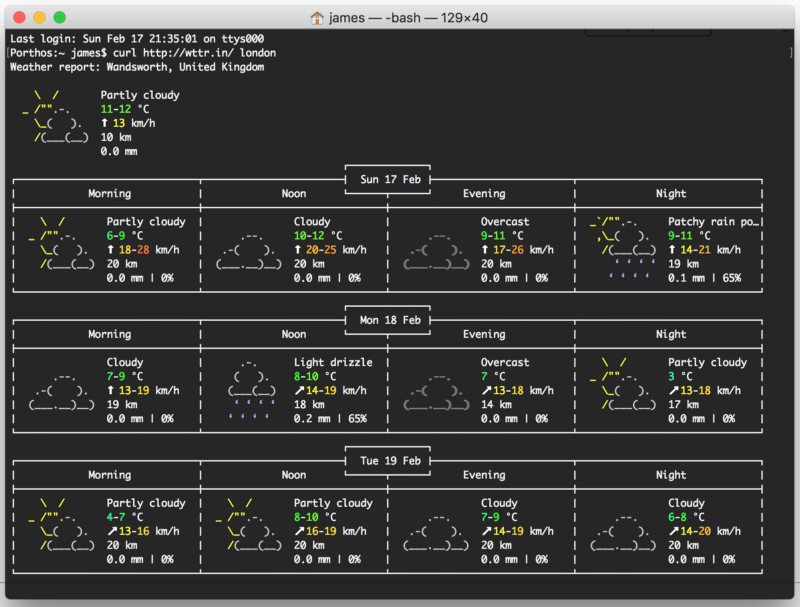 james — -bash — 129×40
Last login: Sun Feb 17 21:35:01 on ttys000
[Porthos:~ james$ curl http://wttr.in/ london ]
Weather report: Wandsworth, United Kingdom
Partly cloudy
11-12 °C
↑ 13 km/h
10 km
0.0 mm
Sun 17 Feb
Morning Noon Evening Night
Partly cloudy Cloudy Overcast Patchy rain po…
6-9 °C 10-12 °C 9-11 °C 9-11 °C
↑ 18-28 km/h ↑ 20-25 km/h ↑ 17-26 km/h ↑ 14-21 km/h
20 km 20 km 20 km 19 km
0.0 mm | 0% 0.0 mm | 0% 0.0 mm | 0% 0.1 mm | 65%
Mon 18 Feb
Morning Noon Evening Night
Cloudy Light drizzle Overcast Partly cloudy
7-9 °C 8-10 °C 7 °C 3 °C
↑ 13-19 km/h ↗ 14-19 km/h ↗ 13-18 km/h ↗ 13-18 km/h
19 km 18 km 14 km 17 km
0.0 mm | 0% 0.2 mm | 65% 0.0 mm | 0% 0.0 mm | 0%
Tue 19 Feb
Morning Noon Evening Night
Partly cloudy Partly cloudy Cloudy Cloudy
4-7 °C 8-10 °C 7-9 °C 6-8 °C
↗ 13-16 km/h ↗ 16-19 km/h ↗ 14-19 km/h ↗ 14-20 km/h
20 km 20 km 20 km 20 km
0.0 mm | 0% 0.0 mm | 0% 0.0 mm | 0% 0.0 mm | 0%